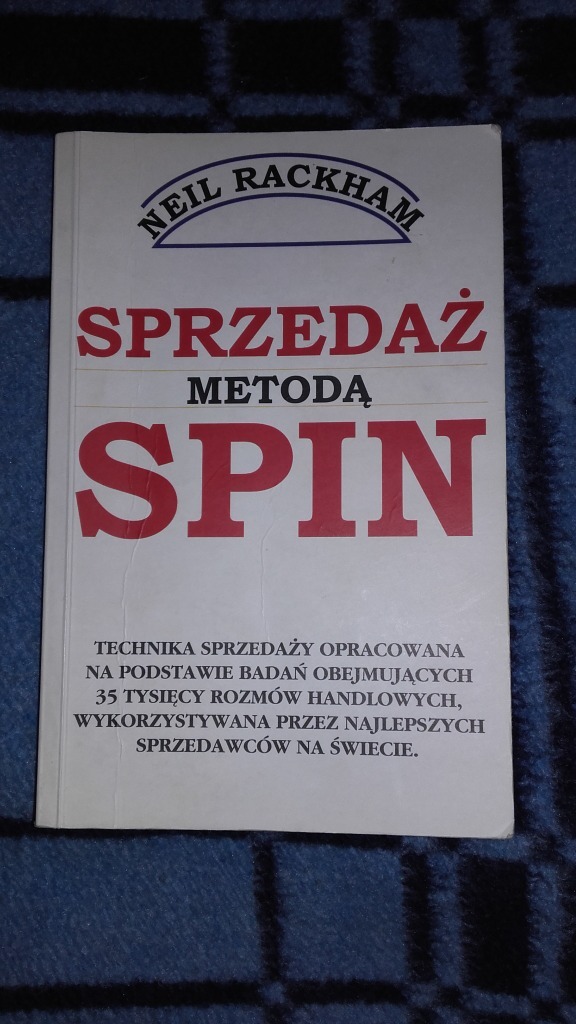 NEIL RACKHAM
SPRZEDAŻ
METODĄ
SPIN
TECHNIKA SPRZEDAŻY OPRACOWANA
NA PODSTAWIE BADAŃ OBEJMUJĄCYCH
35 TYSIĘCY ROZMÓW HANDLOWYCH,
WYKORZYSTYWANA PRZEZ NAJLEPSZYCH
SPRZEDAWCÓW NA ŚWIECIE.